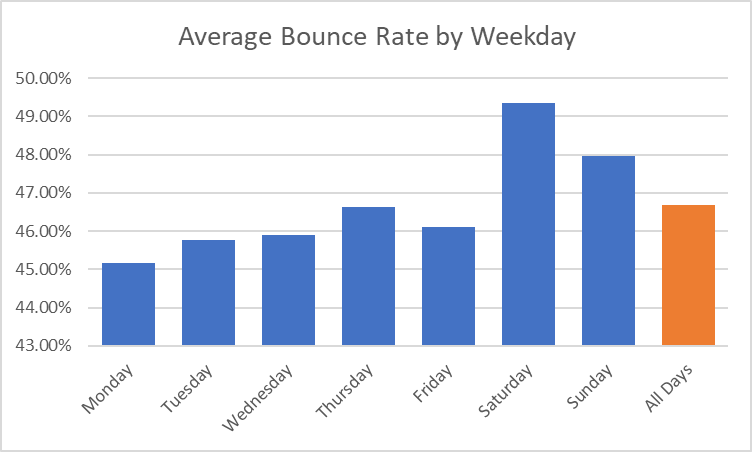 Average Bounce Rate by Weekday
50.00%
49.00%
48.00%
47.00%
46.00%
45.00%
44.00%
43.00%
Monday
Tuesday
Wednesday
Thursday
Friday
Saturday
Sunday
All Days